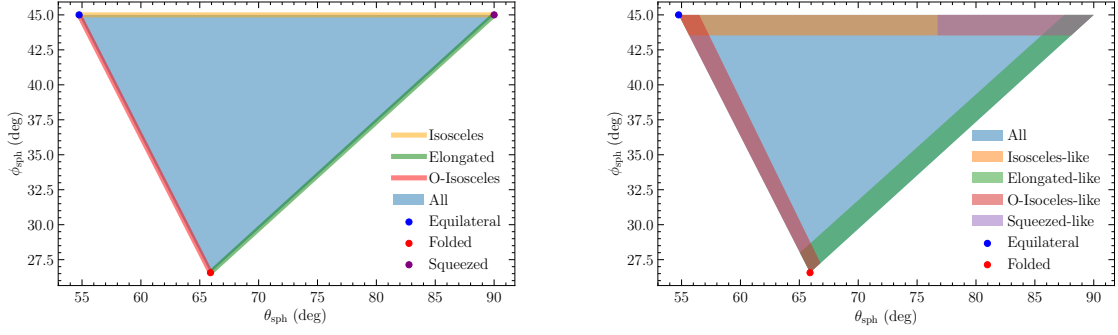 45.0
42.5
40.0
37.5
35.0
32.5
30.0
27.5
ϕsph (deg)
55 60 65 70 75 80 85 90
θsph (deg)
Isosceles
Elongated
O-Isosceles
All
Equilateral
Folded
Squeezed
45.0
42.5
40.0
37.5
35.0
32.5
30.0
27.5
ϕsph (deg)
55 60 65 70 75 80 85 90
θsph (deg)
All
Isosceles-like
Elongated-like
O-Isoceles-like
Squeezed-like
Equilateral
Folded